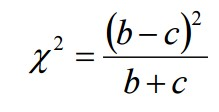 χ² = (b − c)² / (b + c)